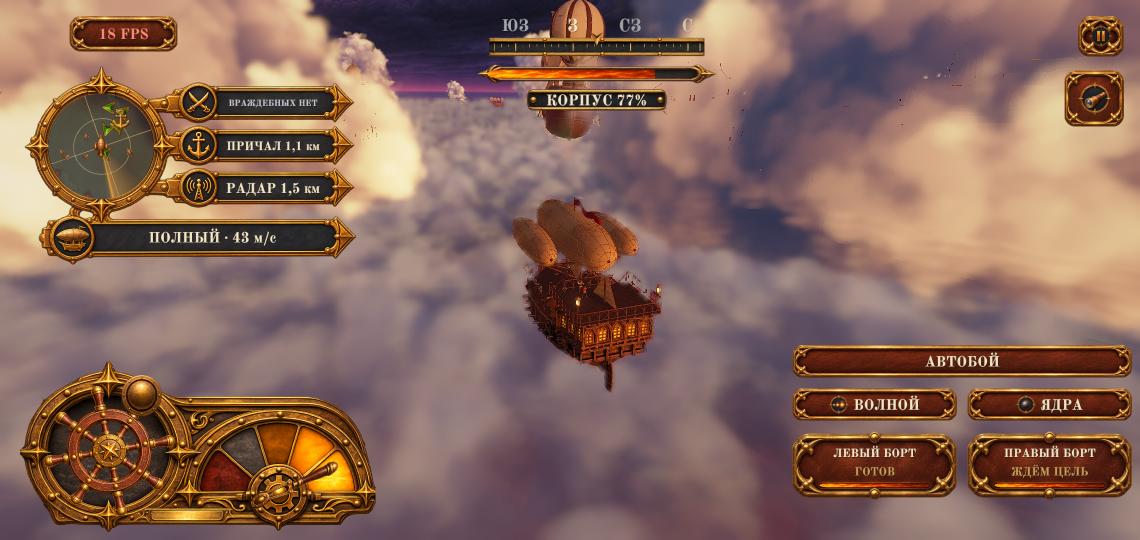 18 FPS
ЮЗ З СЗ С
КОРПУС 77%
ВРАЖДЕБНЫХ НЕТ
ПРИЧАЛ 1,1 км
РАДАР 1,5 км
ПОЛНЫЙ · 43 м/с
АВТОБОЙ
ВОЛНОЙ
ЯДРА
ЛЕВЫЙ БОРТ
ГОТОВ
ПРАВЫЙ БОРТ
ЖДЁМ ЦЕЛЬ